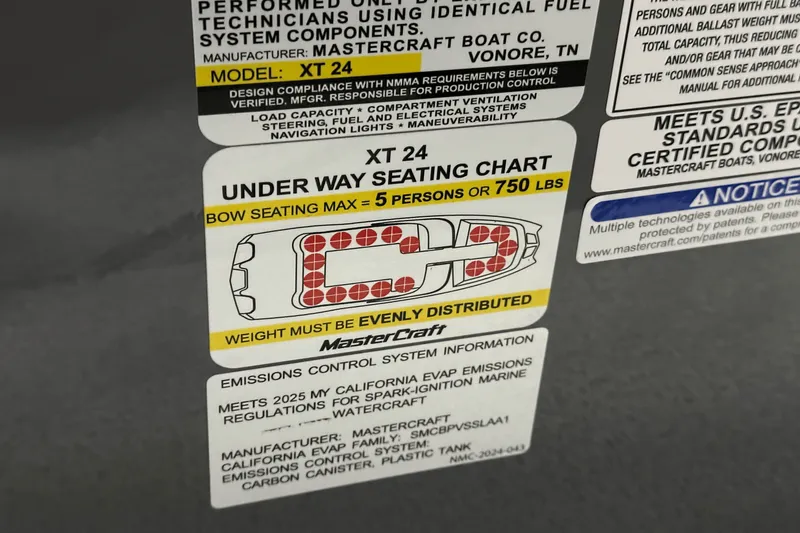 PERFORMED ONLY BY
TECHNICIANS USING IDENTICAL FUEL
SYSTEM COMPONENTS.
MANUFACTURER: MASTERCRAFT BOAT CO.
VONORE, TN
MODEL: XT 24
DESIGN COMPLIANCE WITH NMMA REQUIREMENTS BELOW IS
VERIFIED. MFGR. RESPONSIBLE FOR PRODUCTION CONTROL
LOAD CAPACITY * COMPARTMENT VENTILATION
STEERING, FUEL AND ELECTRICAL SYSTEMS
NAVIGATION LIGHTS * MANEUVERABILITY
XT 24
UNDER WAY SEATING CHART
BOW SEATING MAX = 5 PERSONS OR 750 LBS
WEIGHT MUST BE EVENLY DISTRIBUTED
MasterCraft
EMISSIONS CONTROL SYSTEM INFORMATION
MEETS 2025 MY CALIFORNIA EVAP EMISSIONS
REGULATIONS FOR SPARK-IGNITION MARINE
WATERCRAFT
MANUFACTURER: MASTERCRAFT
CALIFORNIA EVAP FAMILY: SMCBPVSSLAA1
EMISSIONS CONTROL SYSTEM:
CARBON CANISTER, PLASTIC TANK
NMC-2024-043
PERSONS AND GEAR WITH FULL BA
ADDITIONAL BALLAST WEIGHT MUS
TOTAL CAPACITY, THUS REDUCING
AND/OR GEAR THAT MAY BE C
SEE THE "COMMON SENSE APPROACH"
MANUAL FOR ADDITIONAL
MEETS U.S. EP
STANDARDS U
CERTIFIED COMPO
MASTERCRAFT BOATS, VONORE
NOTICE
Multiple technologies available on this
protected by patents. Please
www.mastercraft.com/patents for a comp